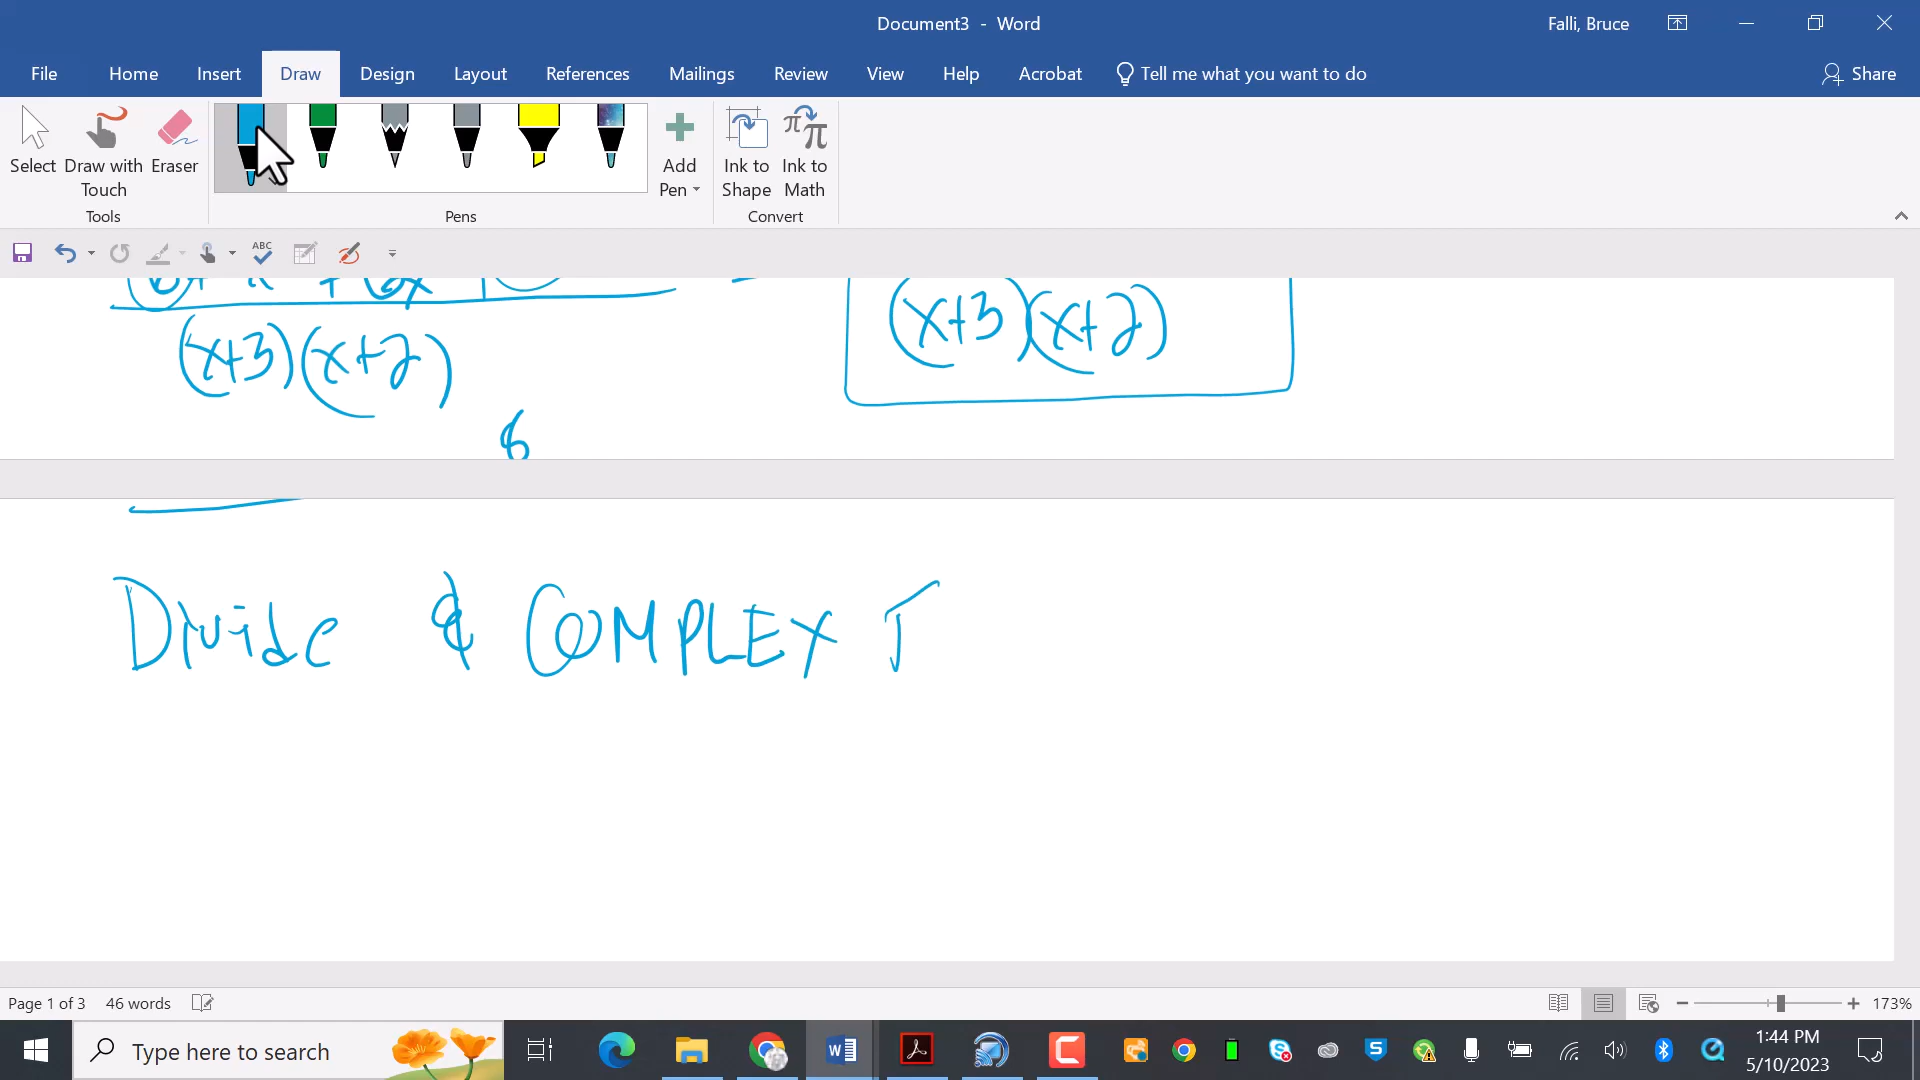 Document3 - Word
Falli, Bruce
File Home Insert Draw Design Layout References Mailings Review View Help Acrobat Tell me what you want to do Share
Select Draw with Touch Eraser Add Pen Ink to Shape Ink to Math
Tools Pens Convert
ABC
(x+3)(x+2)
(x+3)(x+2)
6
Divide & COMPLEX
Page 1 of 3 46 words 173%
Type here to search
1:44 PM
5/10/2023